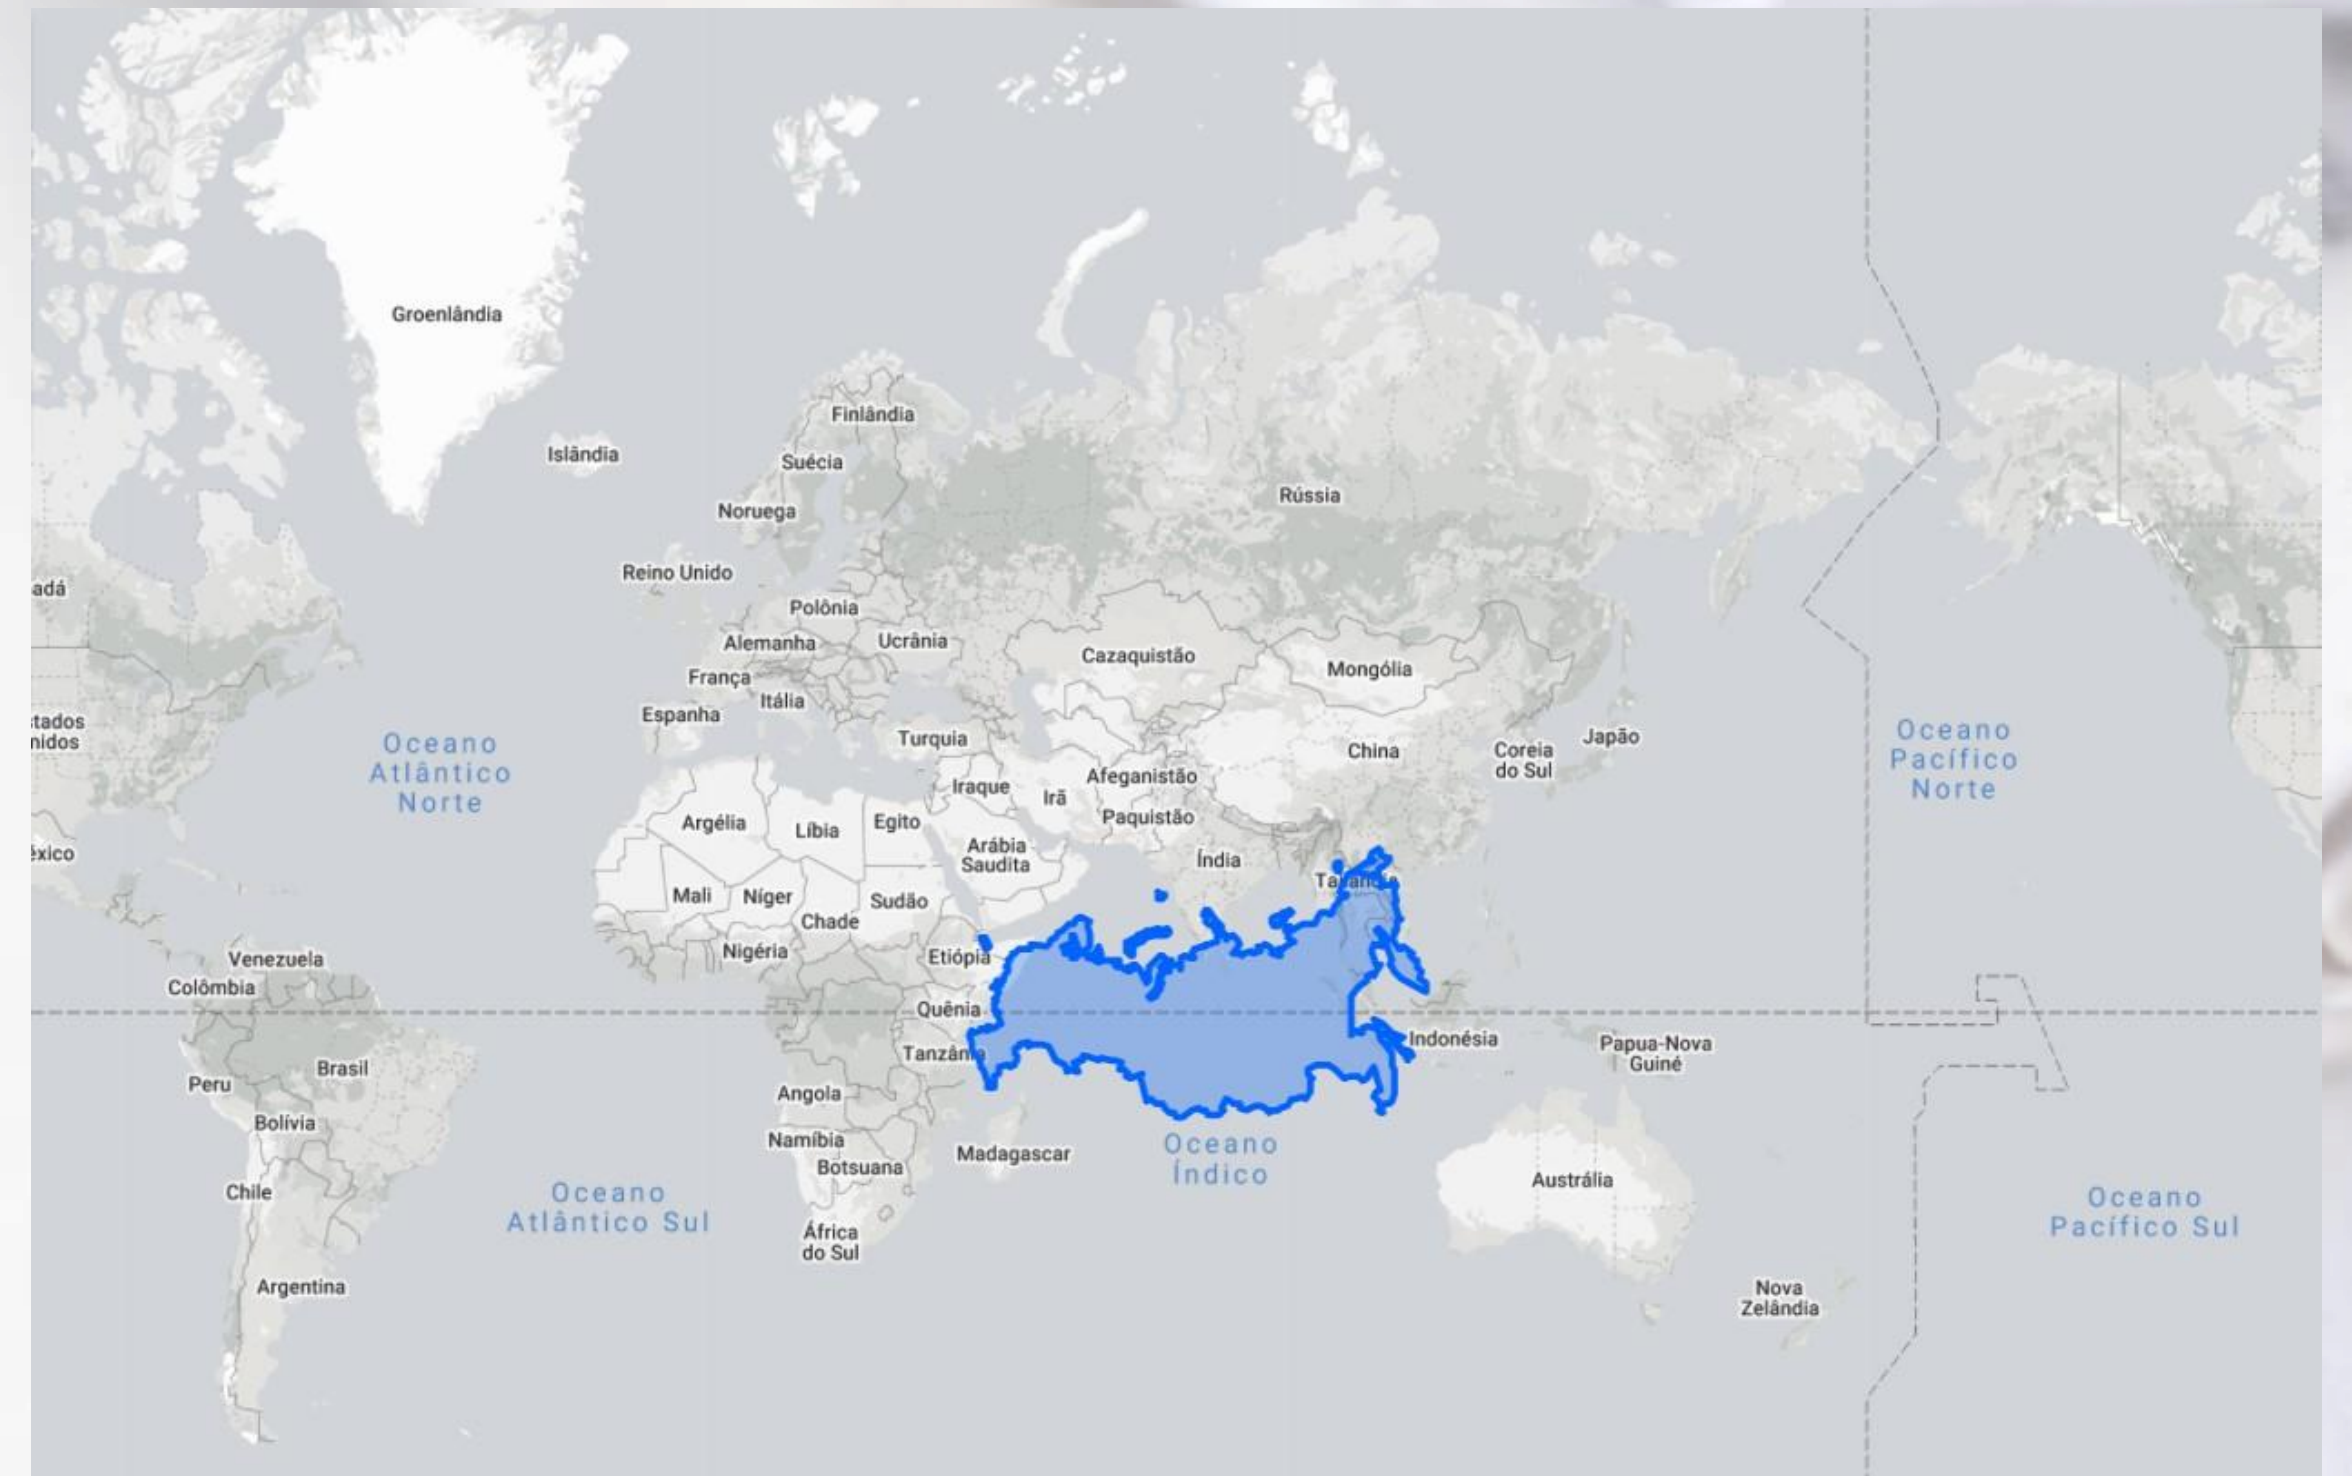 Groenlândia
Finlândia
Islândia
Suécia
Rússia
Noruega
Reino Unido
adá
Polônia
Alemanha
Ucrânia
Cazaquistão
Mongólia
França
Itália
Espanha
stados
nidos
Oceano
Atlântico
Norte
Turquia
China
Coreia
do Sul
Japão
Oceano
Pacífico
Norte
Iraque
Irã
Afeganistão
Paquistão
Argélia
Líbia
Egito
éxico
Arábia
Saudita
Índia
Tailândia
Mali
Níger
Sudão
Chade
Nigéria
Etiópia
Venezuela
Colômbia
Quênia
Indonésia
Tanzânia
Papua-Nova
Guiné
Brasil
Peru
Angola
Bolívia
Namíbia
Botsuana
Madagascar
Oceano
Índico
Austrália
Chile
Oceano
Atlântico Sul
Oceano
Pacífico Sul
África
do Sul
Argentina
Nova
Zelândia